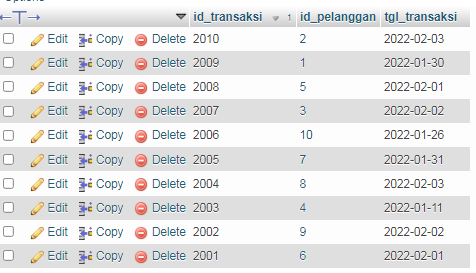 id_transaksi 1 id_pelanggan tgl_transaksi
Edit Copy Delete 2010 2 2022-02-03
Edit Copy Delete 2009 1 2022-01-30
Edit Copy Delete 2008 5 2022-02-01
Edit Copy Delete 2007 3 2022-02-02
Edit Copy Delete 2006 10 2022-01-26
Edit Copy Delete 2005 7 2022-01-31
Edit Copy Delete 2004 8 2022-02-03
Edit Copy Delete 2003 4 2022-01-11
Edit Copy Delete 2002 9 2022-02-02
Edit Copy Delete 2001 6 2022-02-01